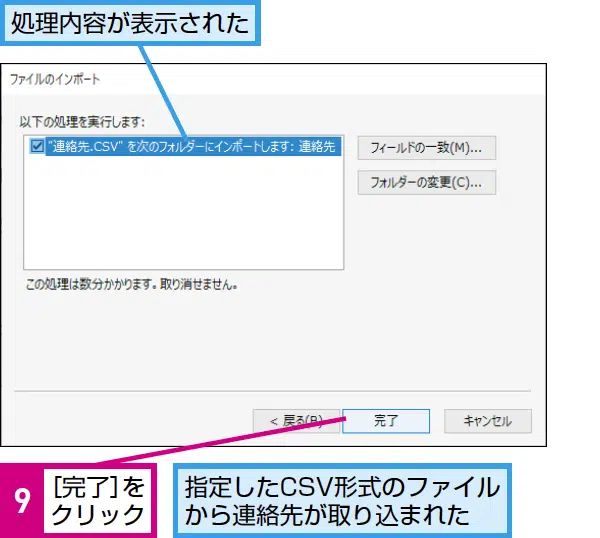 処理内容が表示された
ファイルのインポート
以下の処理を実行します:
"連絡先.CSV" を次のフォルダーにインポートします: 連絡先
フィールドの一致(M)...
フォルダーの変更(C)...
この処理は数分かかります。取り消せません。
< 戻る(B)
完了
キャンセル
9
[完了]を
クリック
指定したCSV形式のファイル
から連絡先が取り込まれた